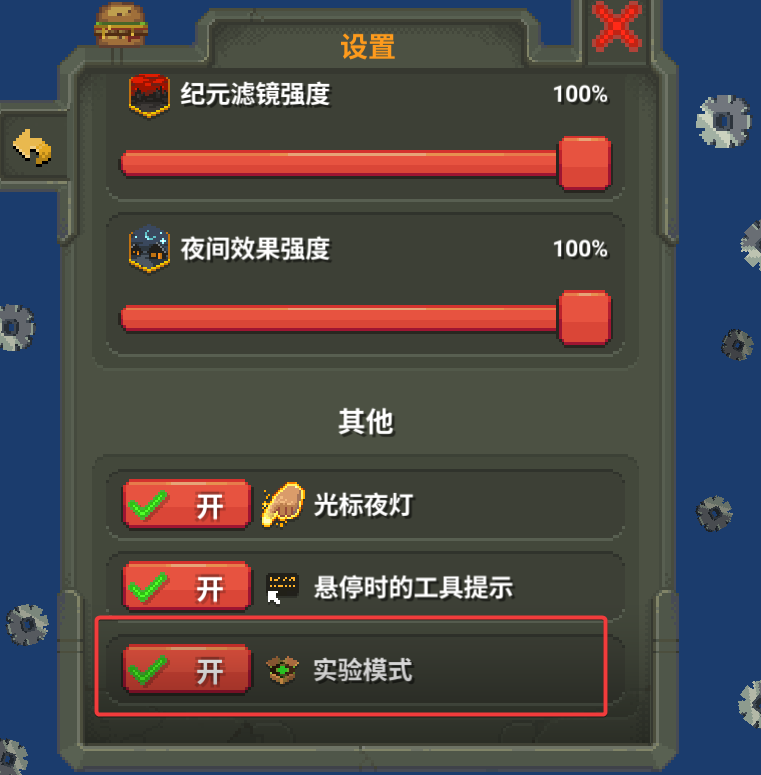 设置
纪元滤镜强度 100%
夜间效果强度 100%
其他
开 光标夜灯
开 悬停时的工具提示
开 实验模式